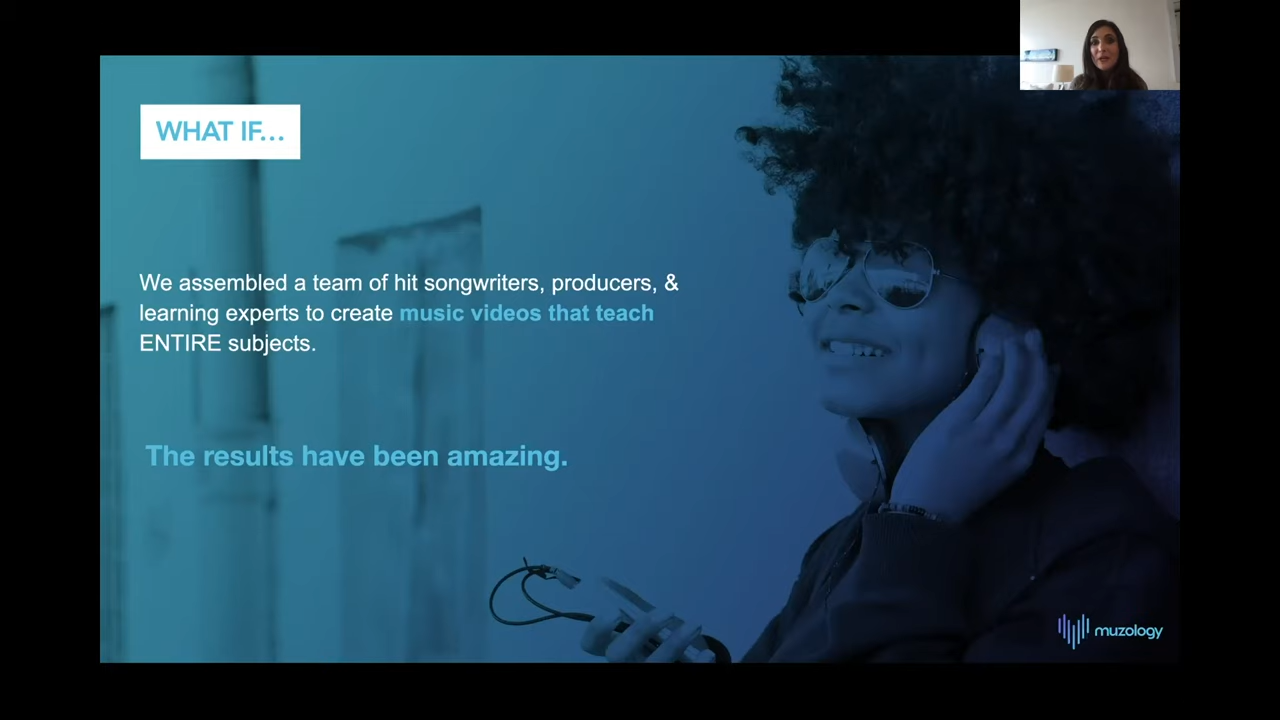 WHAT IF...
We assembled a team of hit songwriters, producers, &
learning experts to create music videos that teach
ENTIRE subjects.
The results have been amazing.
muzology